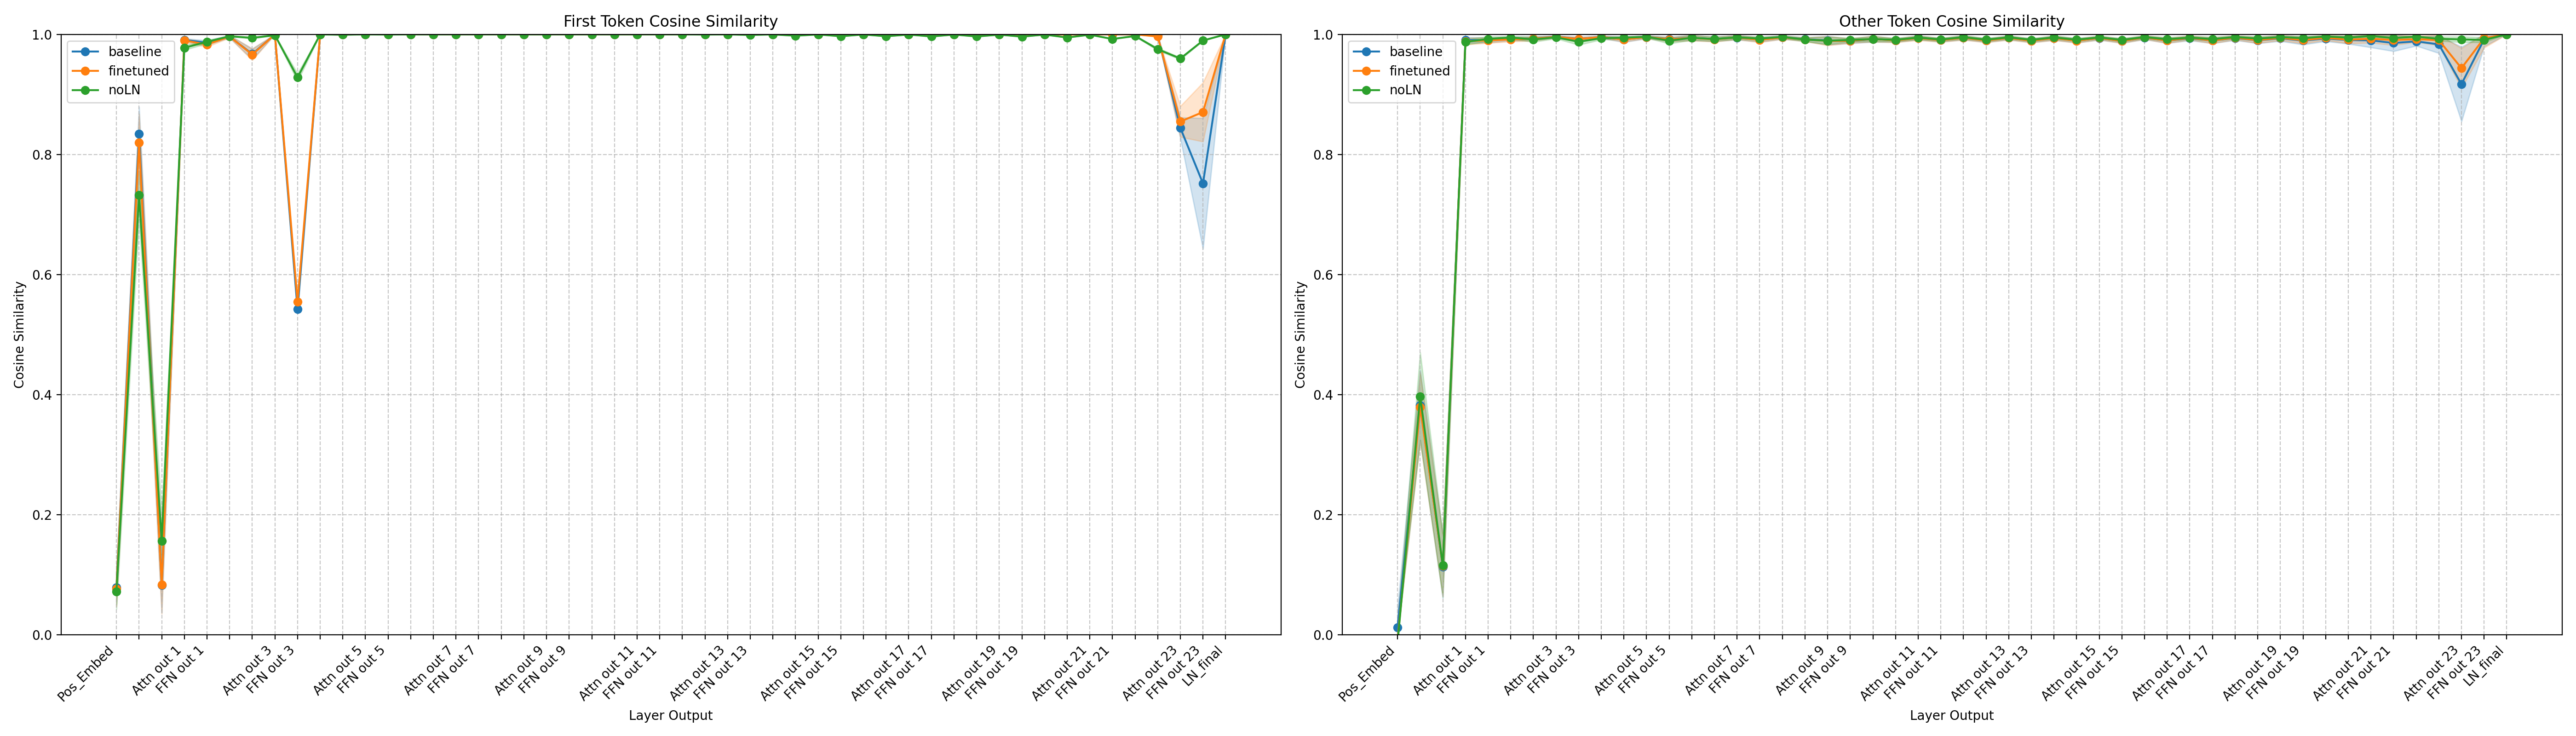 First Token Cosine Similarity
baseline
finetuned
noLN
Cosine Similarity
1.0
0.8
0.6
0.4
0.2
0.0
Pos_Embed
Attn out 1
FFN out 1
Attn out 3
FFN out 3
Attn out 5
FFN out 5
Attn out 7
FFN out 7
Attn out 9
FFN out 9
Attn out 11
FFN out 11
Attn out 13
FFN out 13
Attn out 15
FFN out 15
Attn out 17
FFN out 17
Attn out 19
FFN out 19
Attn out 21
FFN out 21
Attn out 23
FFN out 23
LN_final
Layer Output
Other Token Cosine Similarity
baseline
finetuned
noLN
Cosine Similarity
1.0
0.8
0.6
0.4
0.2
0.0
Pos_Embed
Attn out 1
FFN out 1
Attn out 3
FFN out 3
Attn out 5
FFN out 5
Attn out 7
FFN out 7
Attn out 9
FFN out 9
Attn out 11
FFN out 11
Attn out 13
FFN out 13
Attn out 15
FFN out 15
Attn out 17
FFN out 17
Attn out 19
FFN out 19
Attn out 21
FFN out 21
Attn out 23
FFN out 23
LN_final
Layer Output